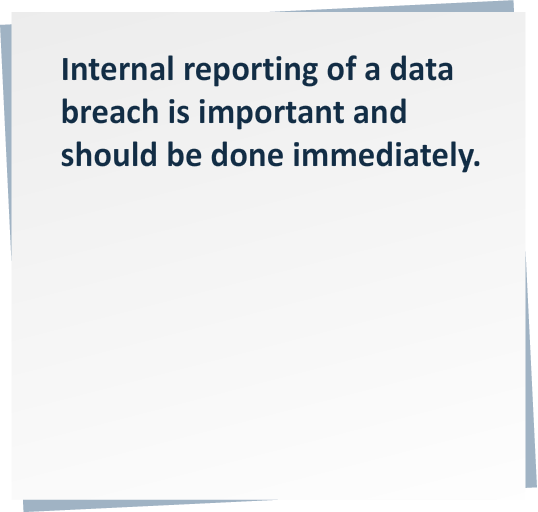 Internal reporting of a data
breach is important and
should be done immediately.